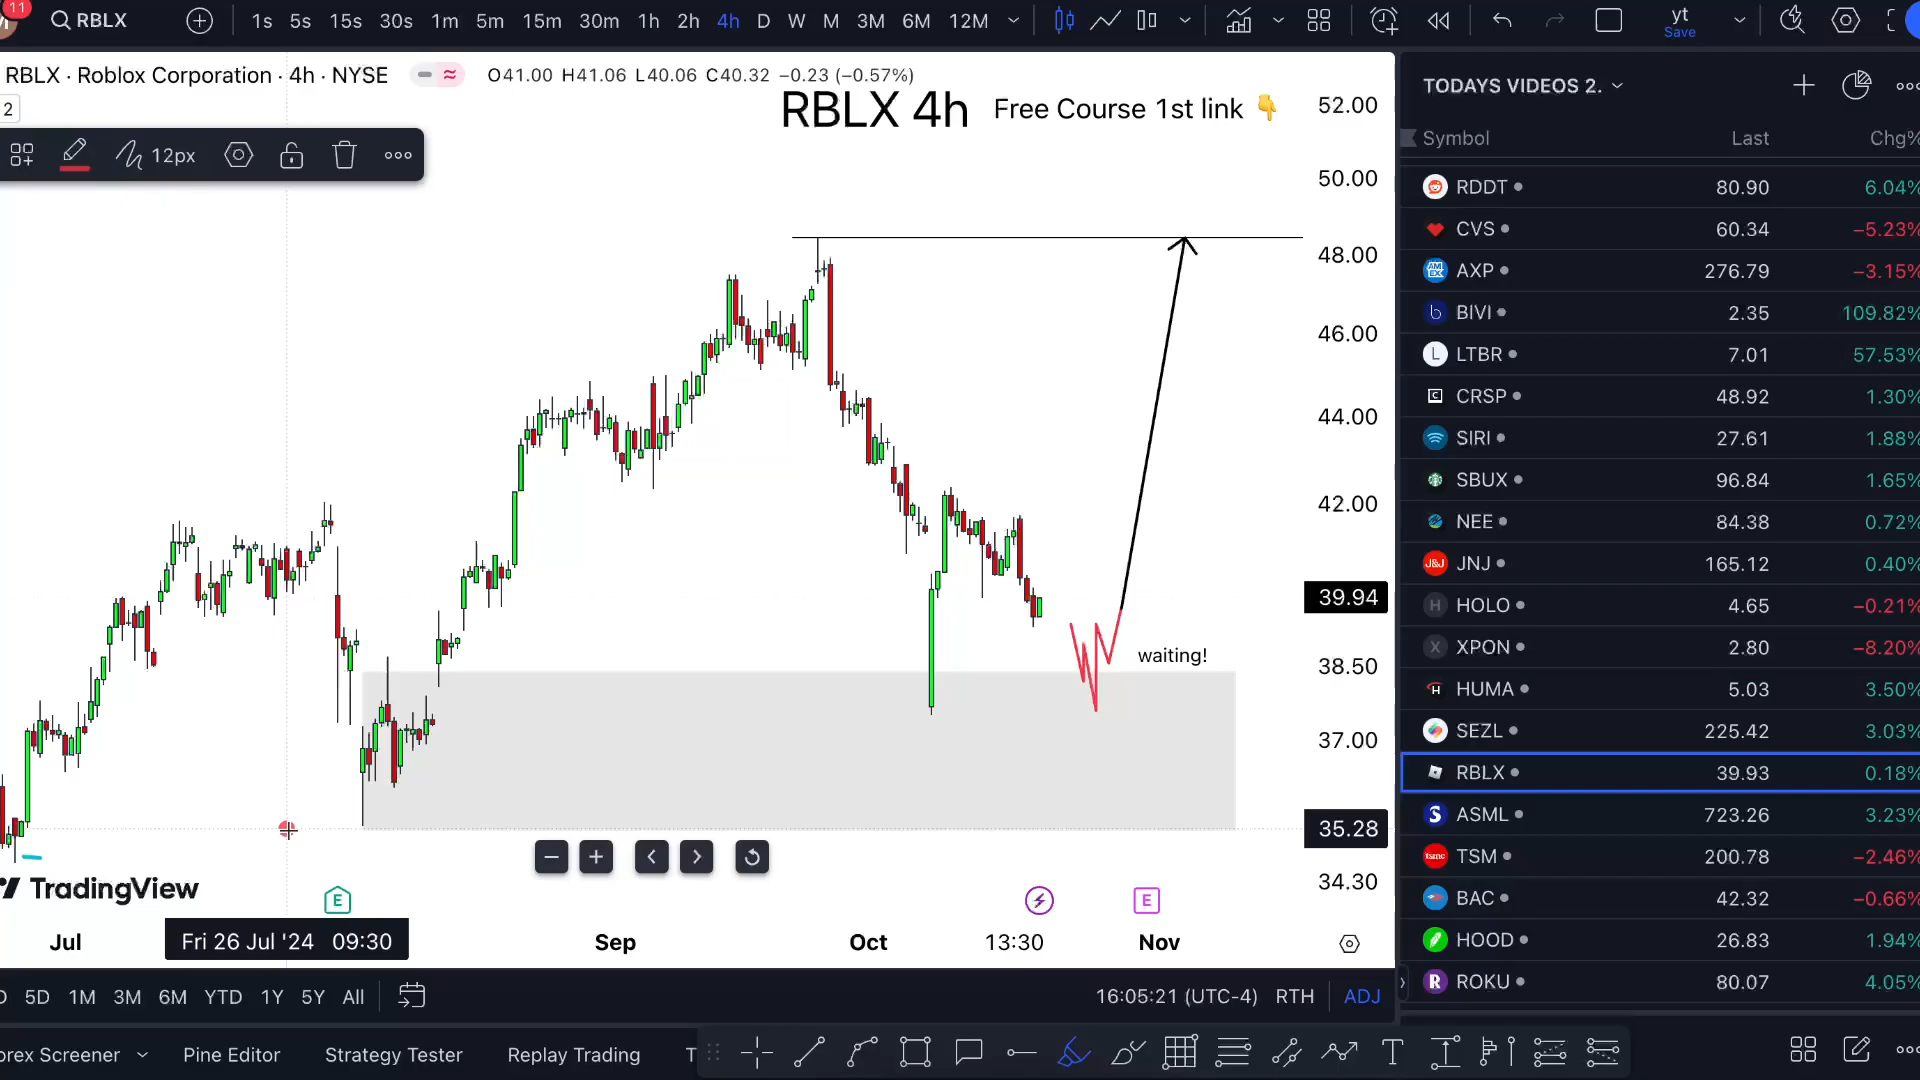 11
RBLX
1s 5s 15s 30s 1m 5m 15m 30m 1h 2h 4h D W M 3M 6M 12M
yt
Save
RBLX · Roblox Corporation · 4h · NYSE
O41.00 H41.06 L40.06 C40.32 −0.23 (−0.57%)
2
RBLX 4h
Free Course 1st link 👇
12px
52.00
50.00
48.00
46.00
44.00
42.00
39.94
38.50
37.00
35.28
34.30
waiting!
TradingView
E
E
Jul
Fri 26 Jul '24 09:30
Sep
Oct
13:30
Nov
5D 1M 3M 6M YTD 1Y 5Y All
16:05:21 (UTC-4) RTH ADJ
orex Screener
Pine Editor
Strategy Tester
Replay Trading
T
TODAYS VIDEOS 2.
Symbol Last Chg%
RDDT 80.90 6.04%
CVS 60.34 −5.23%
AXP 276.79 −3.15%
BIVI 2.35 109.82%
LTBR 7.01 57.53%
CRSP 48.92 1.30%
SIRI 27.61 1.88%
SBUX 96.84 1.65%
NEE 84.38 0.72%
JNJ 165.12 0.40%
HOLO 4.65 −0.21%
XPON 2.80 −8.20%
HUMA 5.03 3.50%
SEZL 225.42 3.03%
RBLX 39.93 0.18%
ASML 723.26 3.23%
TSM 200.78 −2.46%
BAC 42.32 −0.66%
HOOD 26.83 1.94%
ROKU 80.07 4.05%